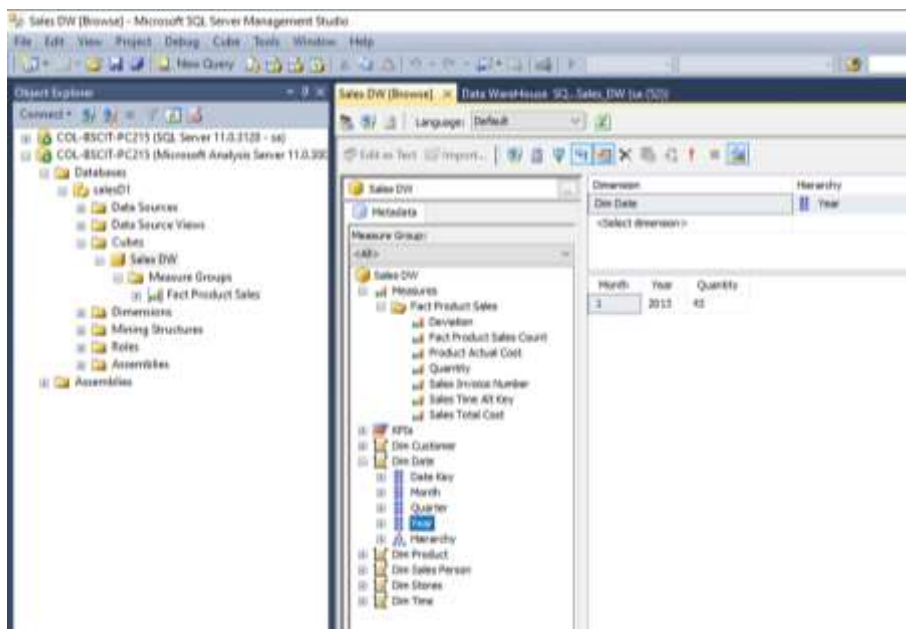 Sales DW [Browse] - Microsoft SQL Server Management Studio
File Edit View Project Debug Cube Tools Window Help
New Query
Object Explorer
Connect
COL-BSCIT-PC215 (SQL Server 11.0.3128 - sa)
COL-BSCIT-PC215 (Microsoft Analysis Server 11.0.300
Databases
salesD1
Data Sources
Data Source Views
Cubes
Sales DW
Measure Groups
Fact Product Sales
Dimensions
Mining Structures
Roles
Assemblies
Assemblies
Sales DW [Browse]
Data WareHouse SQ...Sales_DW (sa (52))
Language: Default
Edit as Text Import...
Sales DW
Metadata
Measure Group:
<All>
Sales DW
Measures
Fact Product Sales
Deviation
Fact Product Sales Count
Product Actual Cost
Quantity
Sales Invoice Number
Sales Time Alt Key
Sales Total Cost
KPIs
Dim Customer
Dim Date
Date Key
Month
Quarter
Year
Hierarchy
Dim Product
Dim Sales Person
Dim Stores
Dim Time
Dimension Hierarchy
Dim Date Year
<Select dimension>
Month Year Quantity
1 2013